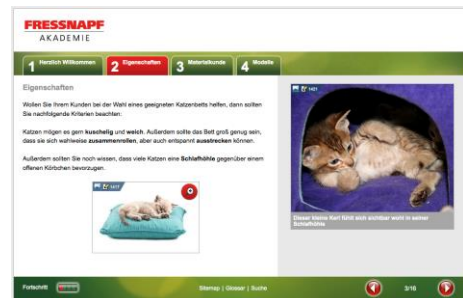 FRESSNAPF
AKADEMIE
1 Herzlich Willkommen
2 Eigenschaften
3 Materialkunde
4 Modelle
Eigenschaften
Wollen Sie Ihrem Kunden bei der Wahl eines geeigneten Katzenbetts helfen, dann sollten
Sie nachfolgende Kriterien beachten:
Katzen mögen es gern kuschelig und weich. Außerdem sollte das Bett groß genug sein,
dass sie sich wahlweise zusammenrollen, aber auch entspannt ausstrecken können.
Außerdem sollten Sie noch wissen, dass viele Katzen eine Schlafhöhle gegenüber einem
offenen Körbchen bevorzugen.
Dieser kleine Kerl fühlt sich sichtbar wohl in seiner
Schlafhöhle
Fortschritt
Sitemap | Glossar | Suche
3/16